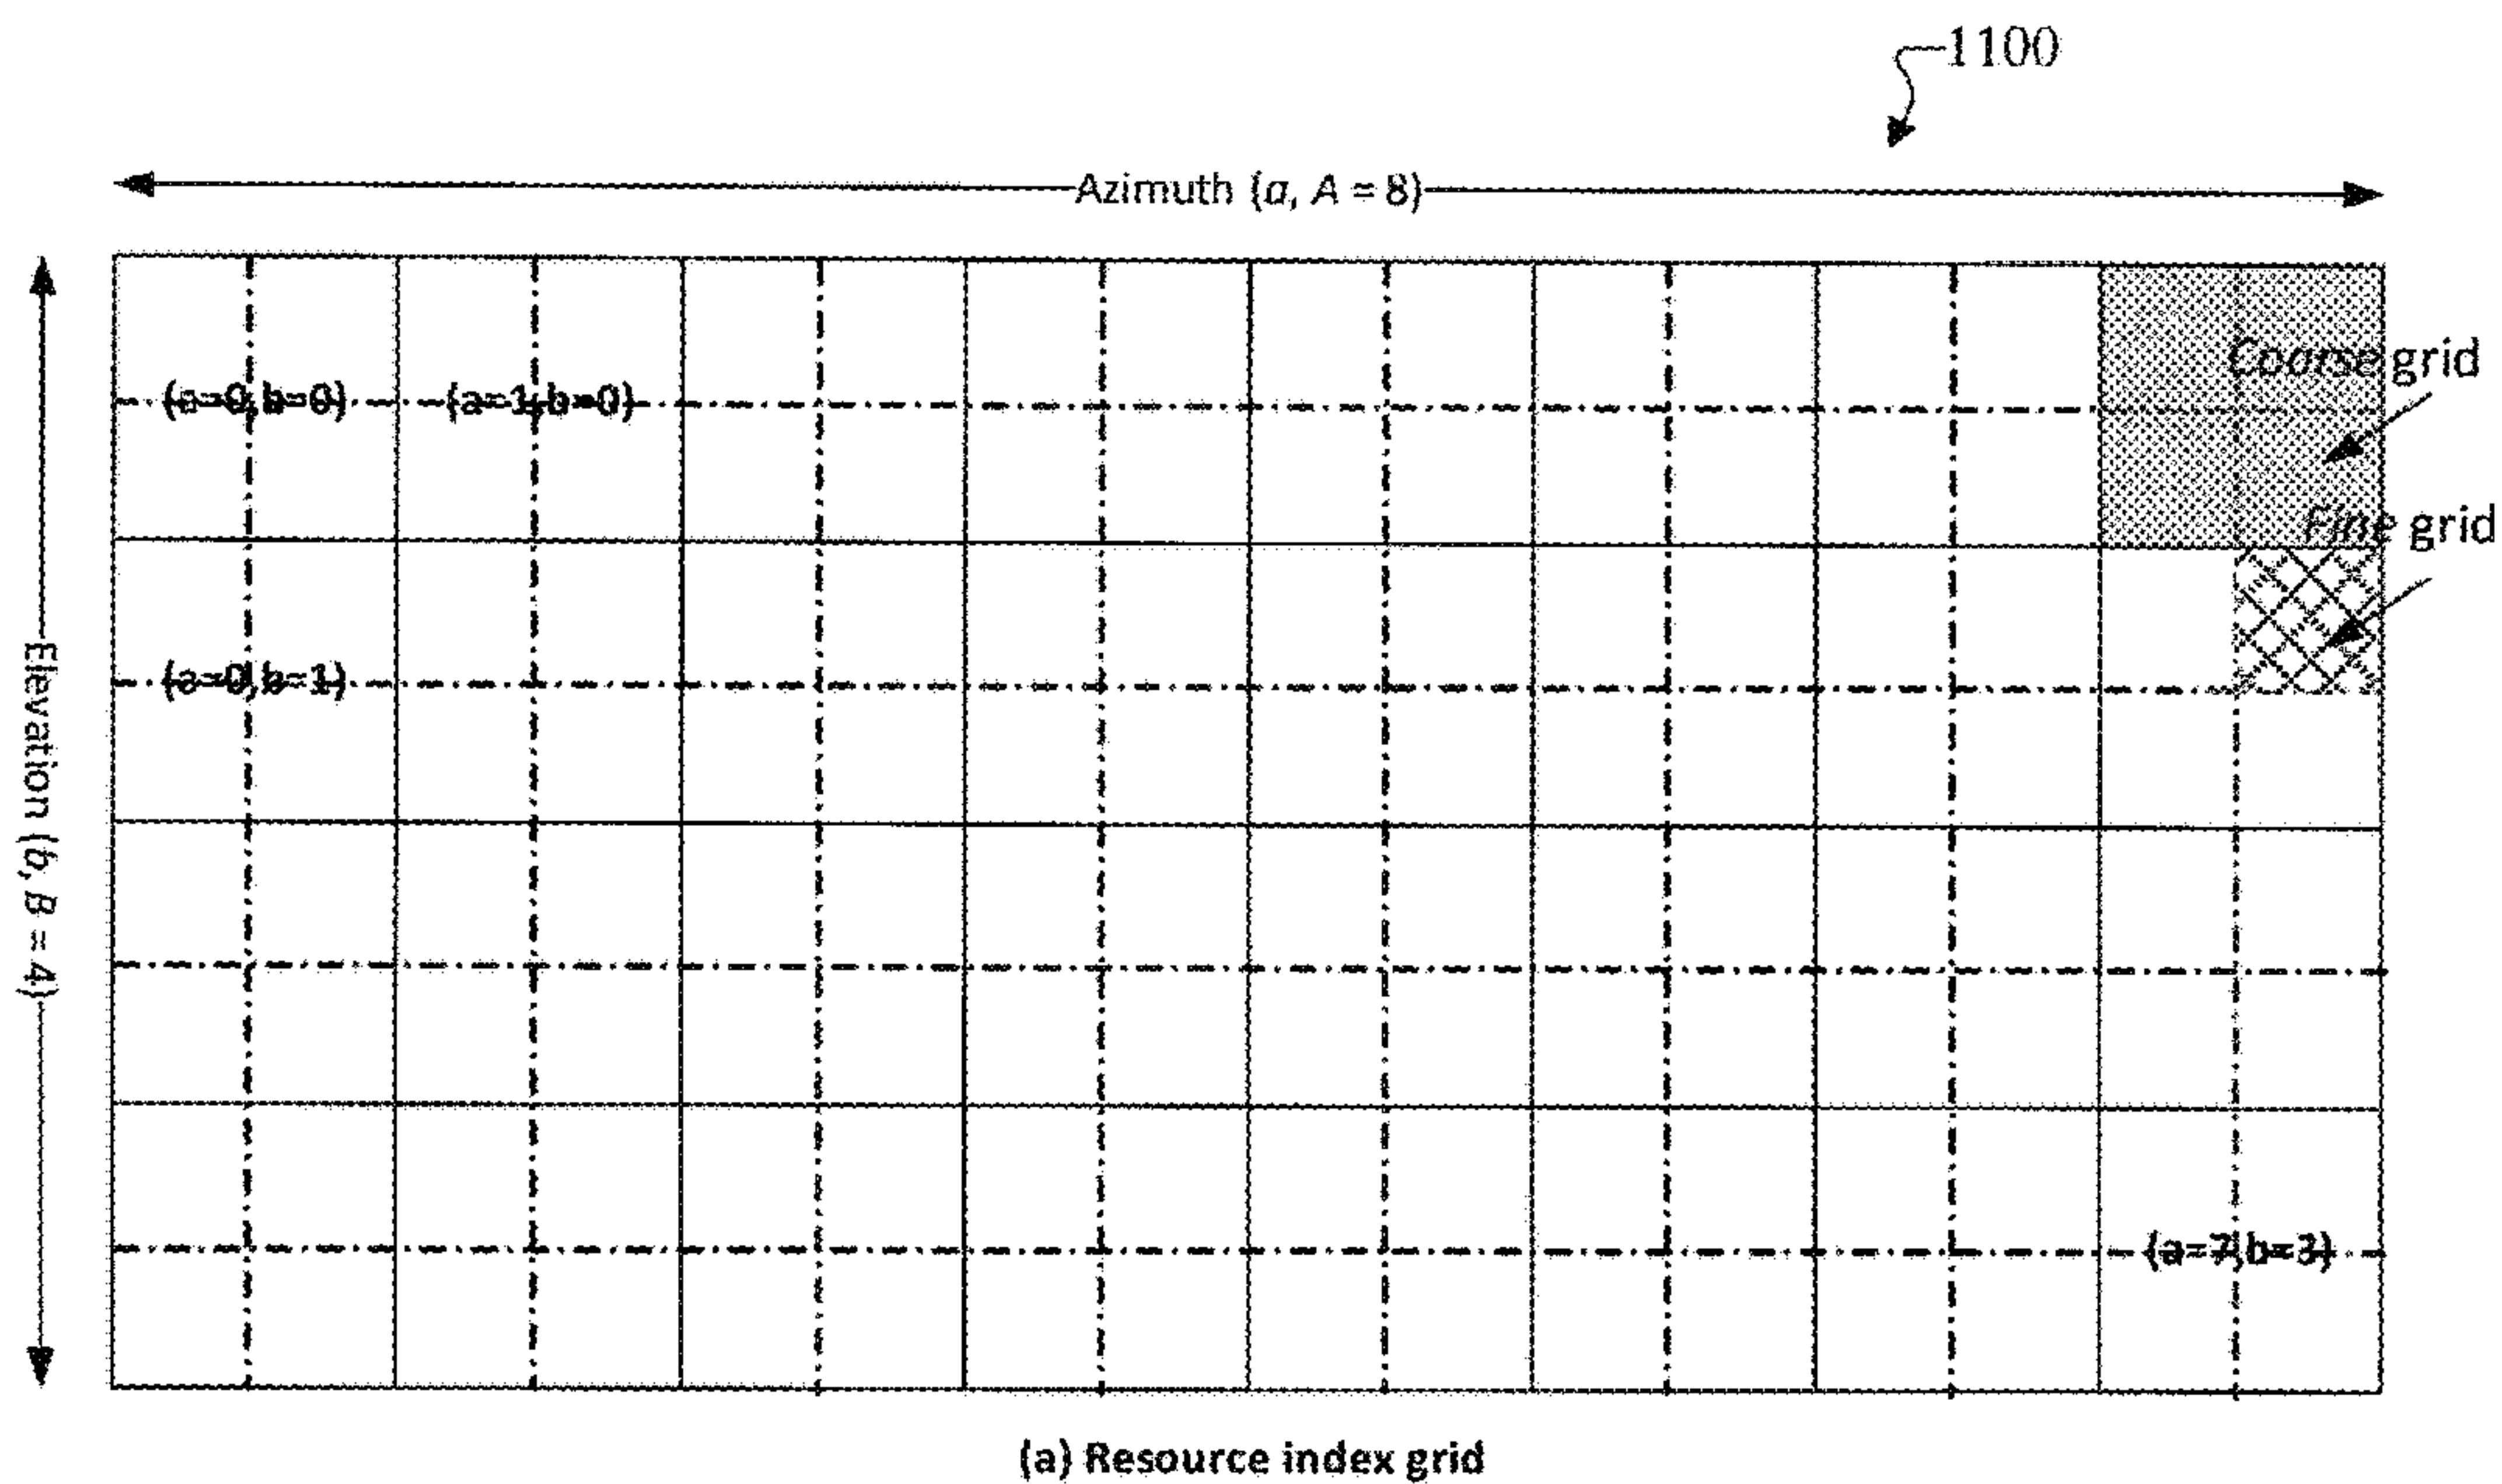 1100
Azimuth (a, A = 8)
Coarse grid
(a=0,b=0) (a=1,b=0)
Fine grid
(a=0,b=1)
Elevation (b, B = 4)
(a=7,b=3)
(a) Resource index grid